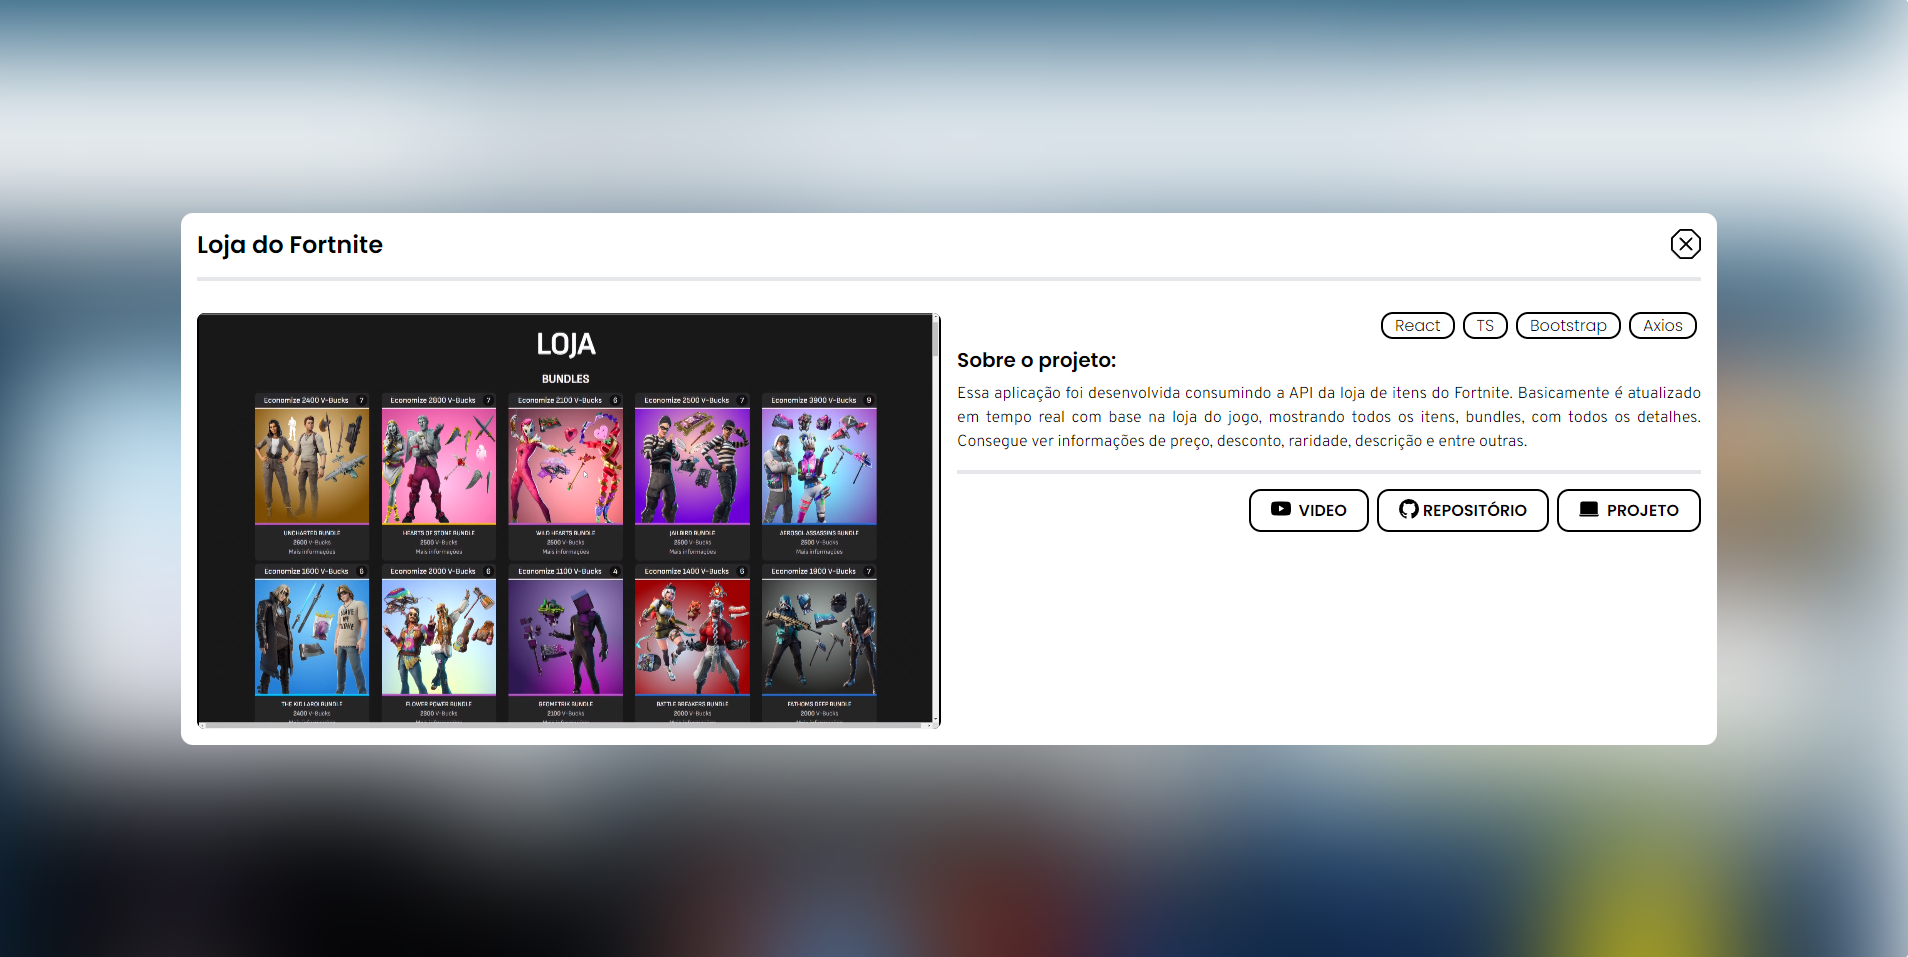 Loja do Fortnite
LOJA
BUNDLES
Economize 2400 V-Bucks 7
Economize 2800 V-Bucks 7
Economize 2100 V-Bucks 6
Economize 2500 V-Bucks 7
Economize 3900 V-Bucks 9
UNCHARTED BUNDLE
2600 V-Bucks
Mais informações
HEARTS OF STONE BUNDLE
2500 V-Bucks
Mais informações
WILD HEARTS BUNDLE
2500 V-Bucks
Mais informações
JAILBIRD BUNDLE
2500 V-Bucks
Mais informações
AEROSOL ASSASSINS BUNDLE
2600 V-Bucks
Mais informações
Economize 1600 V-Bucks 6
Economize 2000 V-Bucks 6
Economize 1100 V-Bucks 4
Economize 1400 V-Bucks 6
Economize 1900 V-Bucks 7
THE KID LAROI BUNDLE
2400 V-Bucks
FLOWER POWER BUNDLE
2300 V-Bucks
GEOMETRIK BUNDLE
2100 V-Bucks
BATTLE BREAKERS BUNDLE
2000 V-Bucks
FATHOMS DEEP BUNDLE
2000 V-Bucks
React
TS
Bootstrap
Axios
Sobre o projeto:
Essa aplicação foi desenvolvida consumindo a API da loja de itens do Fortnite. Basicamente é atualizado
em tempo real com base na loja do jogo, mostrando todos os itens, bundles, com todos os detalhes.
Consegue ver informações de preço, desconto, raridade, descrição e entre outras.
VIDEO
REPOSITÓRIO
PROJETO